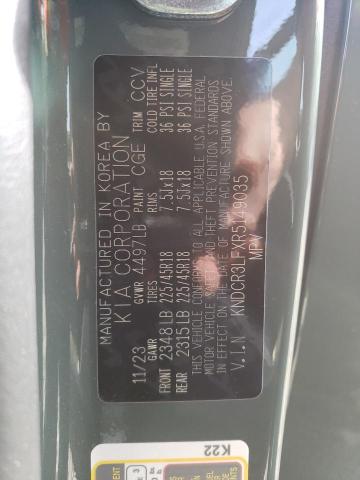 MANUFACTURED IN KOREA BY
KIA CORPORATION
11/23 GVWR 4497LB PAINT CGE TRIM CCV
GAWR TIRES RIMS COLD TIRE INFL
FRONT 2348LB 225/45R18 7.5Jx18 36 PSI SINGLE
REAR 2315LB 225/45R18 7.5Jx18 36 PSI SINGLE
THIS VEHICLE CONFORMS TO ALL APPLICABLE U.S.A. FEDERAL
MOTOR VEHICLE SAFETY, BUMPER, AND THEFT PREVENTION STANDARDS
IN EFFECT ON THE DATE OF MANUFACTURE SHOWN ABOVE.
V.I.N KNDCR3LFXR5149035
MPV
K22